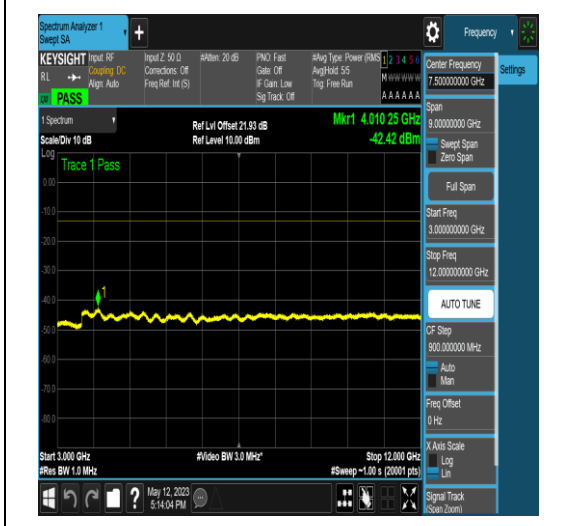 Spectrum Analyzer 1
Swept SA
+
Frequency
KEYSIGHT
Input: RF
Input Z: 50 Ω
#Atten: 20 dB
PNO: Fast
#Avg Type: Power (RMS
1 2 3 4 5 6
RL
Coupling: DC
Corrections: Off
Gate: Off
Avg|Hold: 5/5
M W W W W W
Align: Auto
Freq Ref: Int (S)
IF Gain: Low
Trig: Free Run
PASS
Sig Track: Off
A A A A A A
1 Spectrum
Ref Lvl Offset 21.93 dB
Mkr1 4.010 25 GHz
Scale/Div 10 dB
Ref Level 10.00 dBm
-42.42 dBm
Log
Trace 1 Pass
0.00
-10.0
-20.0
-30.0
1
-40.0
-50.0
-60.0
-70.0
-80.0
Start 3.000 GHz
#Video BW 3.0 MHz*
Stop 12.000 GHz
#Res BW 1.0 MHz
#Sweep ~1.00 s (20001 pts)
?
May 12, 2023
5:14:04 PM
Center Frequency
7.500000000 GHz
Settings
Span
9.00000000 GHz
Swept Span
Zero Span
Full Span
Start Freq
3.000000000 GHz
Stop Freq
12.000000000 GHz
AUTO TUNE
CF Step
900.000000 MHz
Auto
Man
Freq Offset
0 Hz
X Axis Scale
Log
Lin
Signal Track
(Span Zoom)